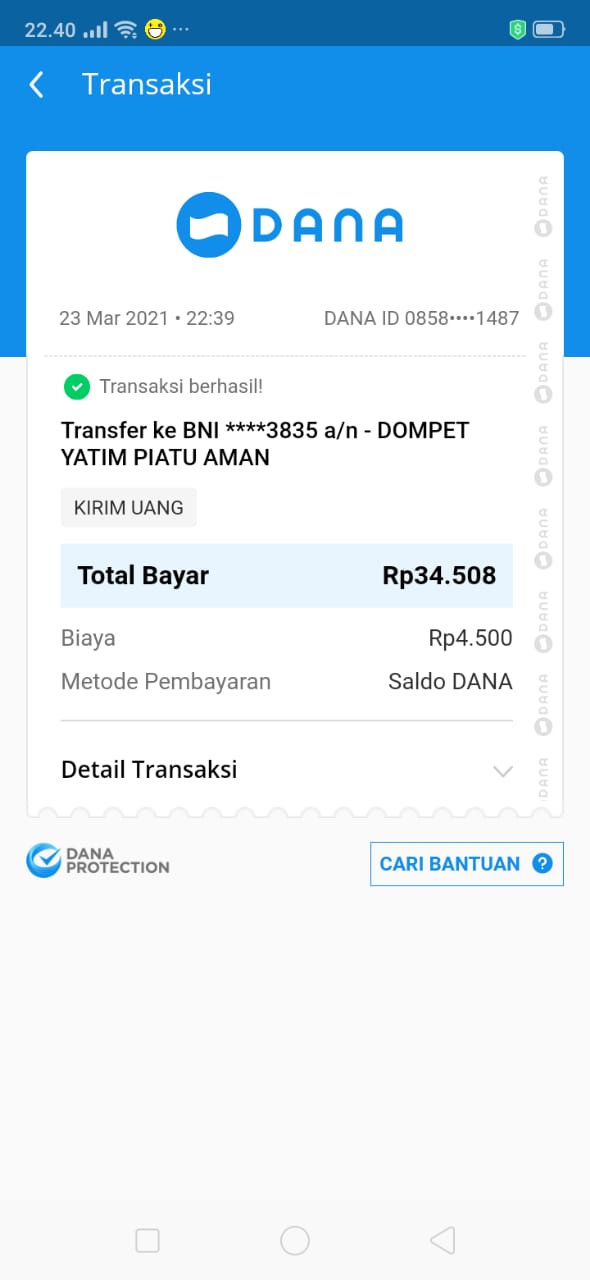 22.40
Transaksi
DANA
23 Mar 2021 • 22:39 DANA ID 0858••••1487
Transaksi berhasil!
Transfer ke BNI ****3835 a/n - DOMPET
YATIM PIATU AMAN
KIRIM UANG
Total Bayar Rp34.508
Biaya Rp4.500
Metode Pembayaran Saldo DANA
Detail Transaksi
DANA
DANA
DANA
DANA
DANA
DANA
DANA
DANA
DANA
PROTECTION
CARI BANTUAN ?